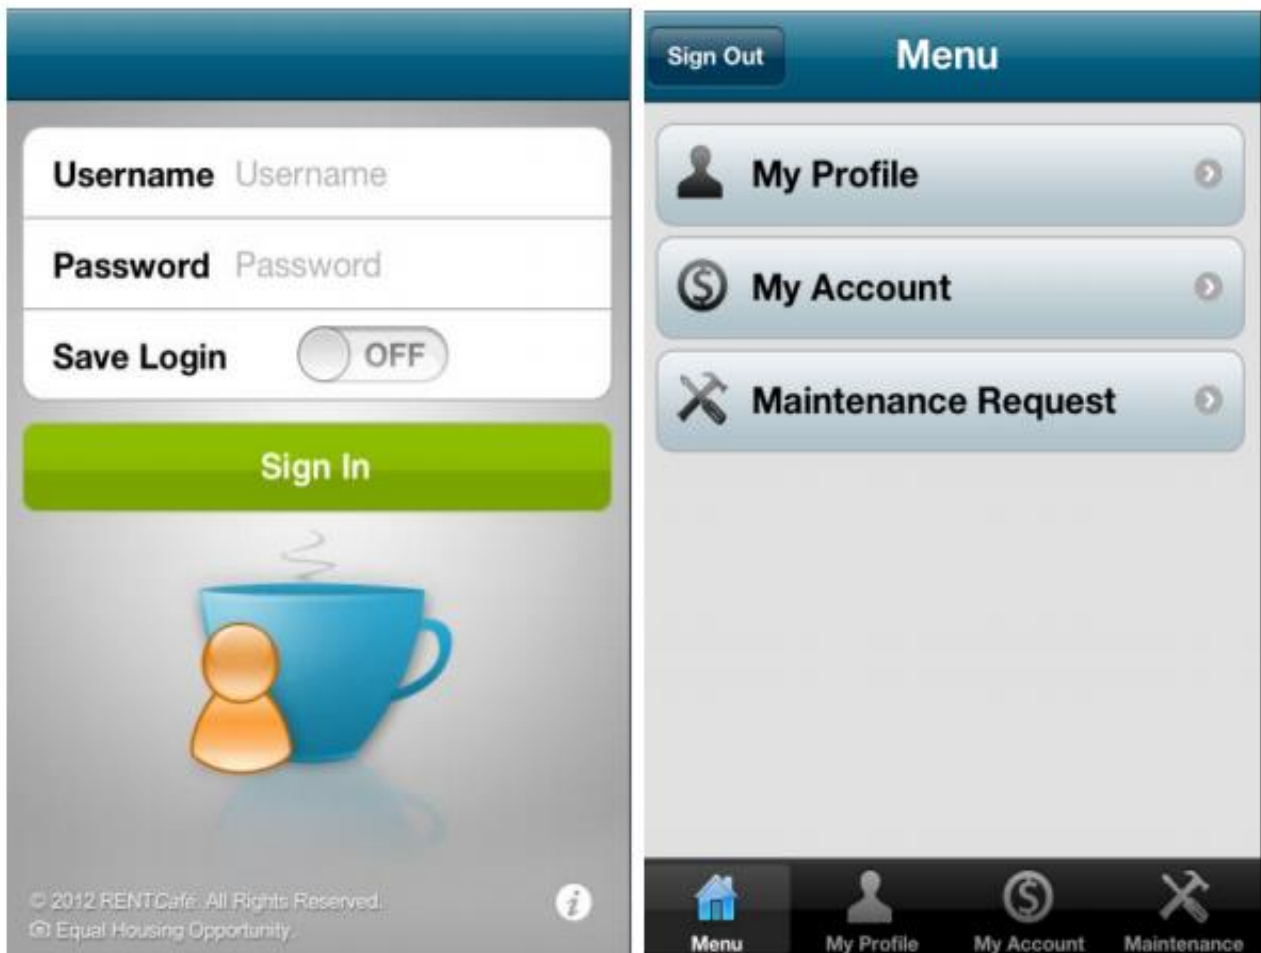 Username Username
Password Password
Save Login OFF
Sign In
© 2012 RENTCafé. All Rights Reserved.
Equal Housing Opportunity.
Sign Out Menu
My Profile
My Account
Maintenance Request
Menu My Profile My Account Maintenance